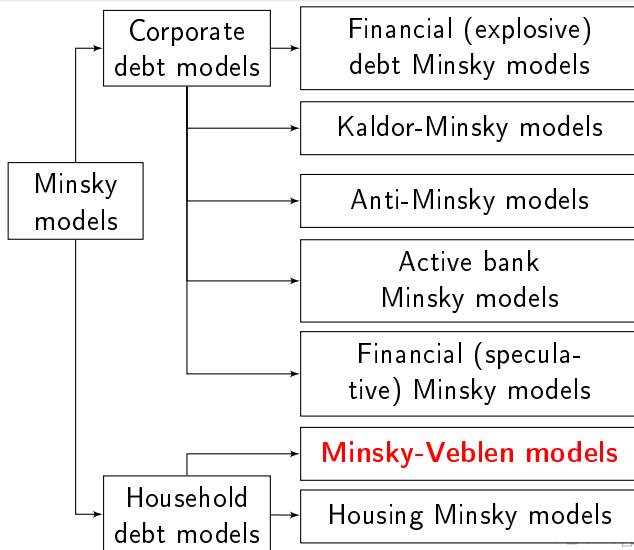 Corporate
debt models
Financial (explosive)
debt Minsky models
Kaldor-Minsky models
Minsky
models
Anti-Minsky models
Active bank
Minsky models
Financial (specula-
tive) Minsky models
Minsky-Veblen models
Household
debt models
Housing Minsky models